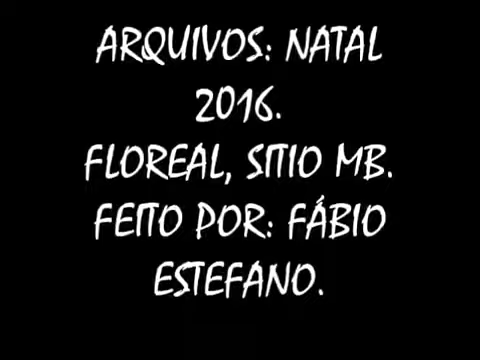 ARQUIVOS: NATAL
2016.
FLOREAL, SITIO MB.
FEITO POR: FÁBIO
ESTEFANO.